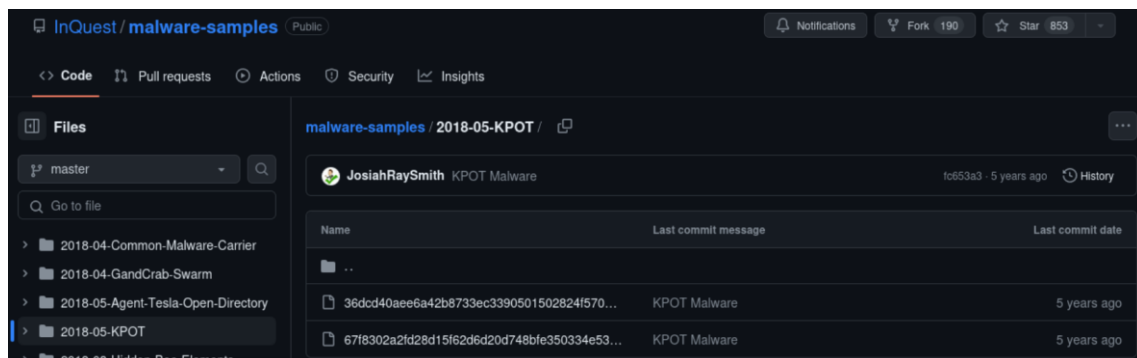 InQuest / malware-samples Public
Notifications Fork 190 Star 853
Code Pull requests Actions Security Insights
Files
master
Go to file
2018-04-Common-Malware-Carrier
2018-04-GandCrab-Swarm
2018-05-Agent-Tesla-Open-Directory
2018-05-KPOT
malware-samples / 2018-05-KPOT /
JosiahRaySmith KPOT Malware fc653a3 · 5 years ago History
Name Last commit message Last commit date
..
36dcd40aee6a42b8733ec3390501502824f570... KPOT Malware 5 years ago
67f8302a2fd28d15f62d6d20d748bfe350334e53... KPOT Malware 5 years ago